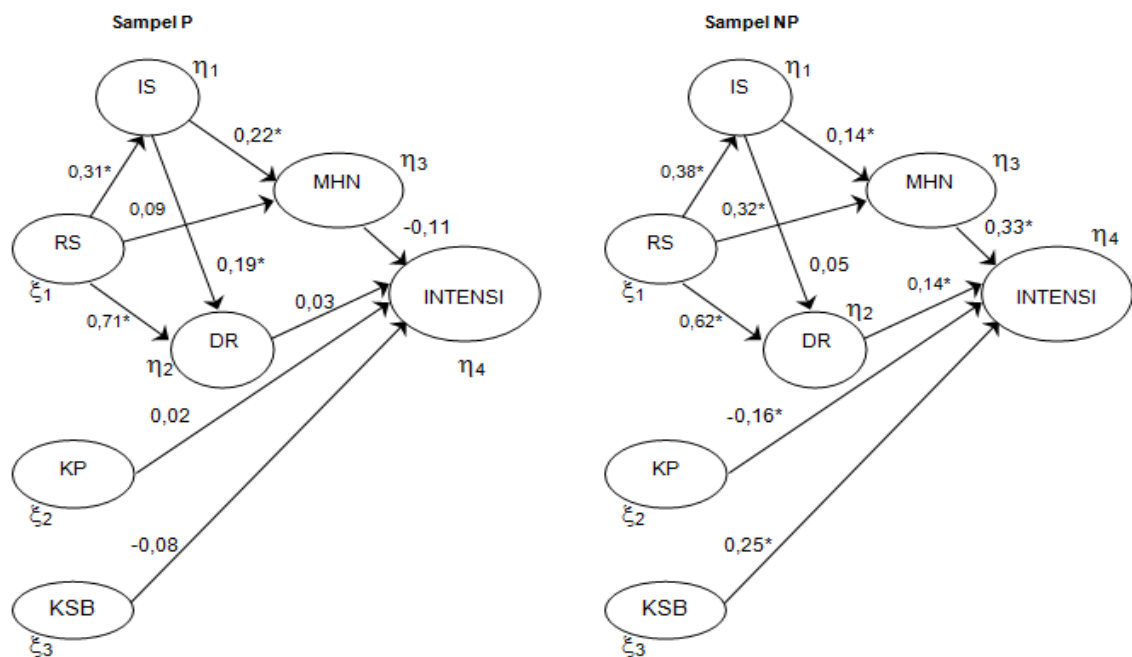 Sampel P
IS
η1
0,22*
η3
0,31*
MHN
0,09
RS
-0,11
ξ1
0,19*
INTENSI
0,03
0,71*
DR
η2
η4
0,02
KP
ξ2
-0,08
KSB
ξ3
Sampel NP
IS
η1
0,14*
η3
0,38*
MHN
0,32*
0,33*
RS
η4
ξ1
0,05
0,14*
INTENSI
η2
0,62*
DR
-0,16*
KP
ξ2
0,25*
KSB
ξ3